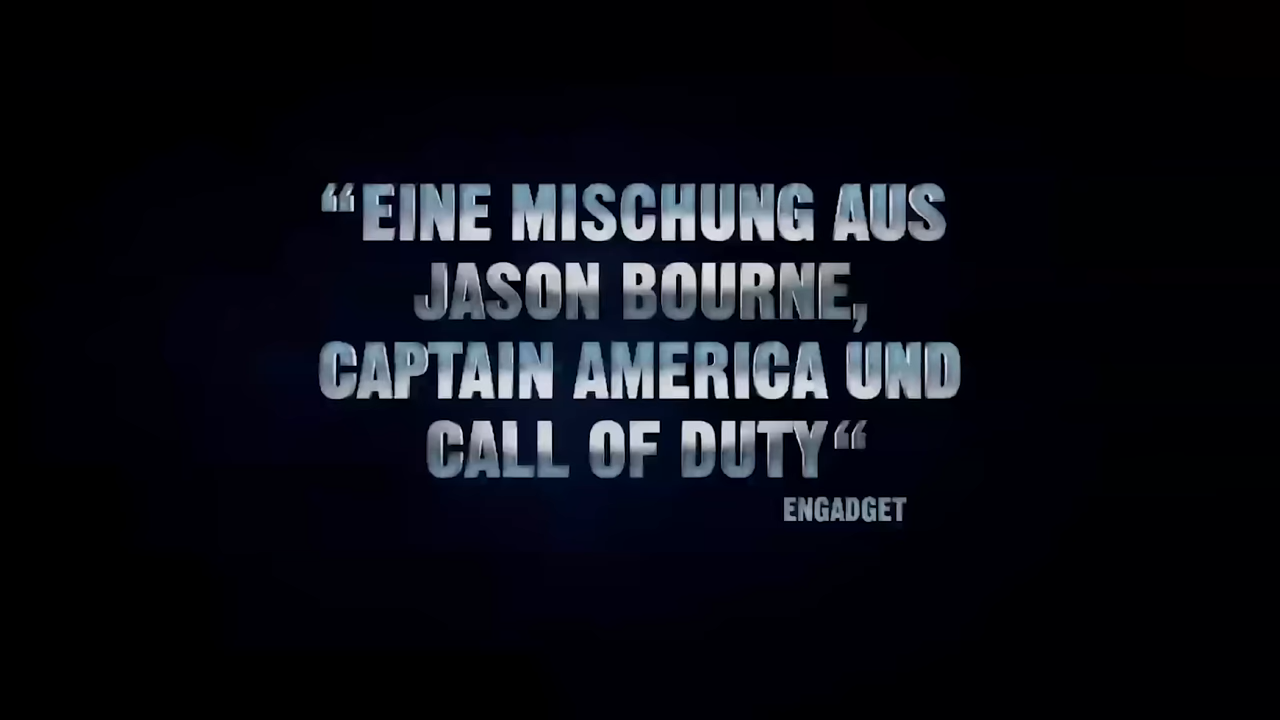 “EINE MISCHUNG AUS
JASON BOURNE,
CAPTAIN AMERICA UND
CALL OF DUTY“
ENGADGET